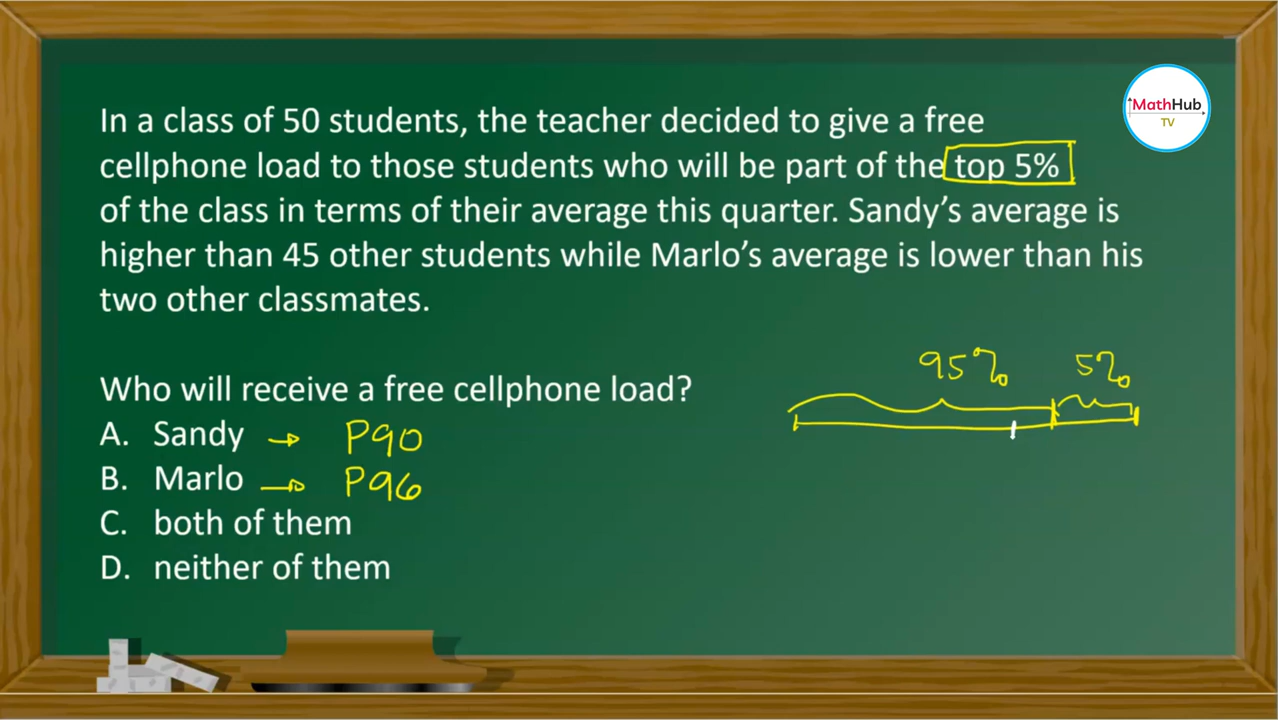 MathHub
TV
In a class of 50 students, the teacher decided to give a free
cellphone load to those students who will be part of the top 5%
of the class in terms of their average this quarter. Sandy's average is
higher than 45 other students while Marlo's average is lower than his
two other classmates.
95% 5%
Who will receive a free cellphone load?
A. Sandy → P90
B. Marlo → P96
C. both of them
D. neither of them